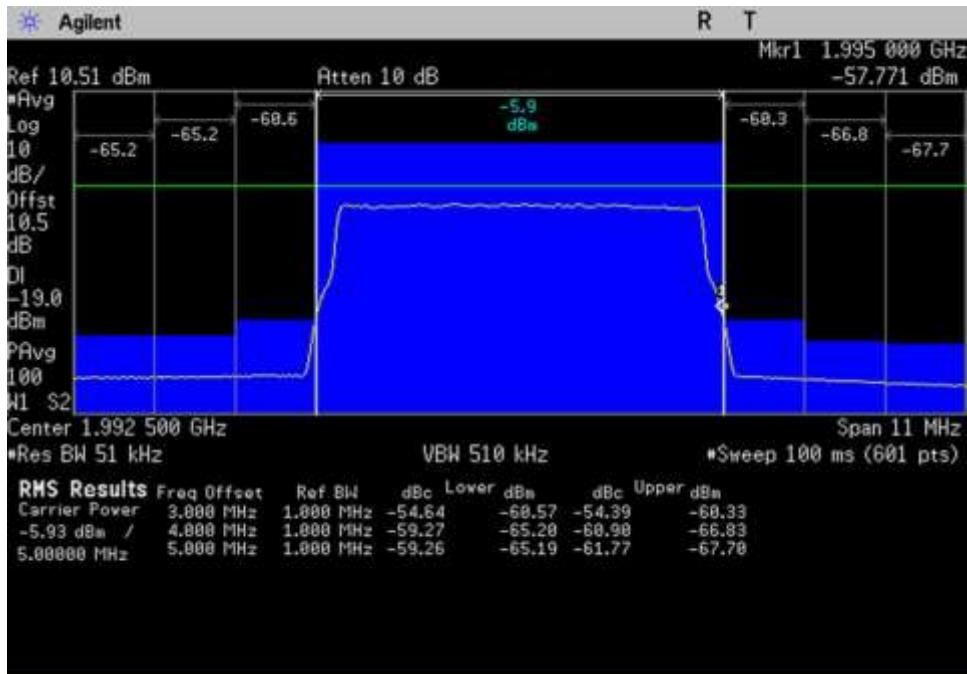 Agilent R T
Mkr1 1.995 000 GHz
Ref 10.51 dBm Atten 10 dB -57.771 dBm
#Avg
Log
10
dB/
Offst
10.5
dB
DI
-19.0
dBm
PAvg
100
W1 S2
-65.2 -65.2 -60.6 -5.9 dBm -60.3 -66.8 -67.7
1
Center 1.992 500 GHz Span 11 MHz
#Res BW 51 kHz VBW 510 kHz #Sweep 100 ms (601 pts)
RMS Results Freq Offset Ref BW dBc Lower dBm dBc Upper dBm
Carrier Power 3.000 MHz 1.000 MHz -54.64 -60.57 -54.39 -60.33
-5.93 dBm / 4.000 MHz 1.000 MHz -59.27 -65.20 -60.90 -66.83
5.00000 MHz 5.000 MHz 1.000 MHz -59.26 -65.19 -61.77 -67.70